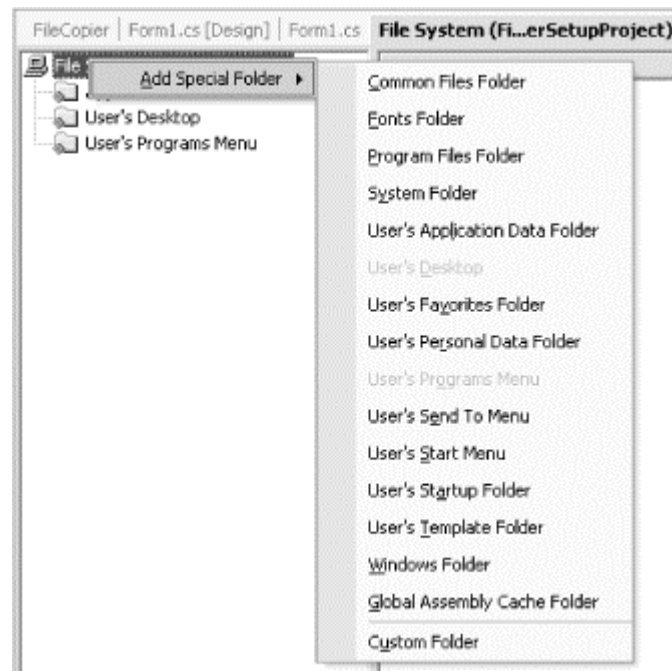 FileCopier Form1.cs [Design] Form1.cs File System (Fi...erSetupProject)
File
Add Special Folder
User's Desktop
User's Programs Menu
Common Files Folder
Fonts Folder
Program Files Folder
System Folder
User's Application Data Folder
User's Desktop
User's Favorites Folder
User's Personal Data Folder
User's Programs Menu
User's Send To Menu
User's Start Menu
User's Startup Folder
User's Template Folder
Windows Folder
Global Assembly Cache Folder
Custom Folder